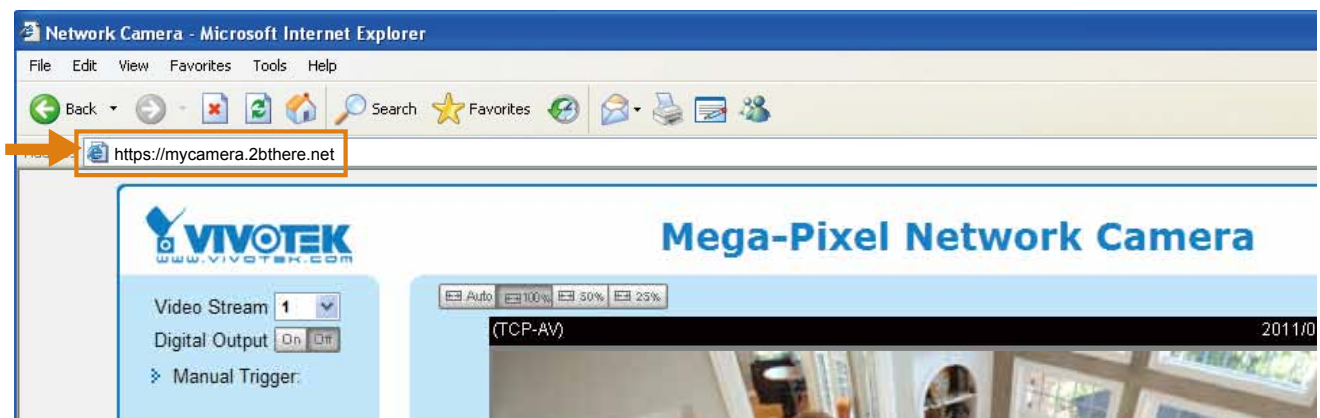 Network Camera - Microsoft Internet Explorer
File Edit View Favorites Tools Help
Back Search Favorites
https://mycamera.2bthere.net
VIVOTEK
www.vivotek.com
Mega-Pixel Network Camera
Auto 100% 50% 25%
Video Stream 1
(TCP-AV) 2011/0
Digital Output On Off
Manual Trigger: